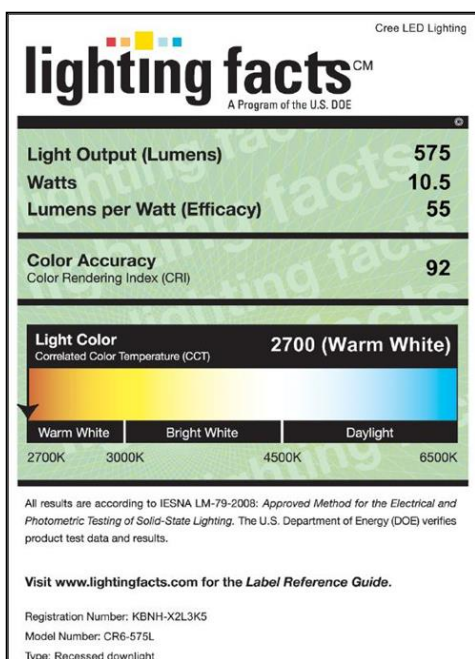 Cree LED Lighting
lighting facts CM
A Program of the U.S. DOE
©
Light Output (Lumens) 575
Watts 10.5
Lumens per Watt (Efficacy) 55
Color Accuracy 92
Color Rendering Index (CRI)
Light Color 2700 (Warm White)
Correlated Color Temperature (CCT)
Warm White Bright White Daylight
2700K 3000K 4500K 6500K
All results are according to IESNA LM-79-2008: Approved Method for the Electrical and
Photometric Testing of Solid-State Lighting. The U.S. Department of Energy (DOE) verifies
product test data and results.
Visit www.lightingfacts.com for the Label Reference Guide.
Registration Number: KBNH-X2L3K5
Model Number: CR6-575L
Type: Recessed downlight